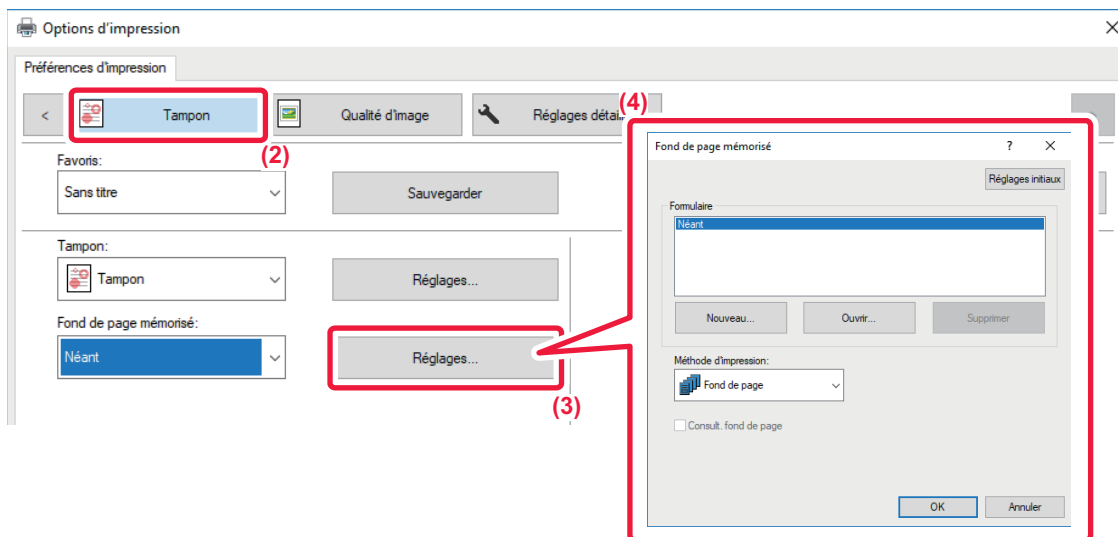 Options d'impression
Préférences d'impression
< Tampon Qualité d'image Réglages détail
(4)
(2)
Favoris:
Sans titre Sauvegarder
Tampon:
Tampon Réglages...
Fond de page mémorisé:
Néant Réglages...
(3)
Fond de page mémorisé ?
Réglages initiaux
Formulaire
Néant
Nouveau... Ouvrir... Supprimer
Méthode d'impression:
Fond de page
Consult. fond de page
OK Annuler